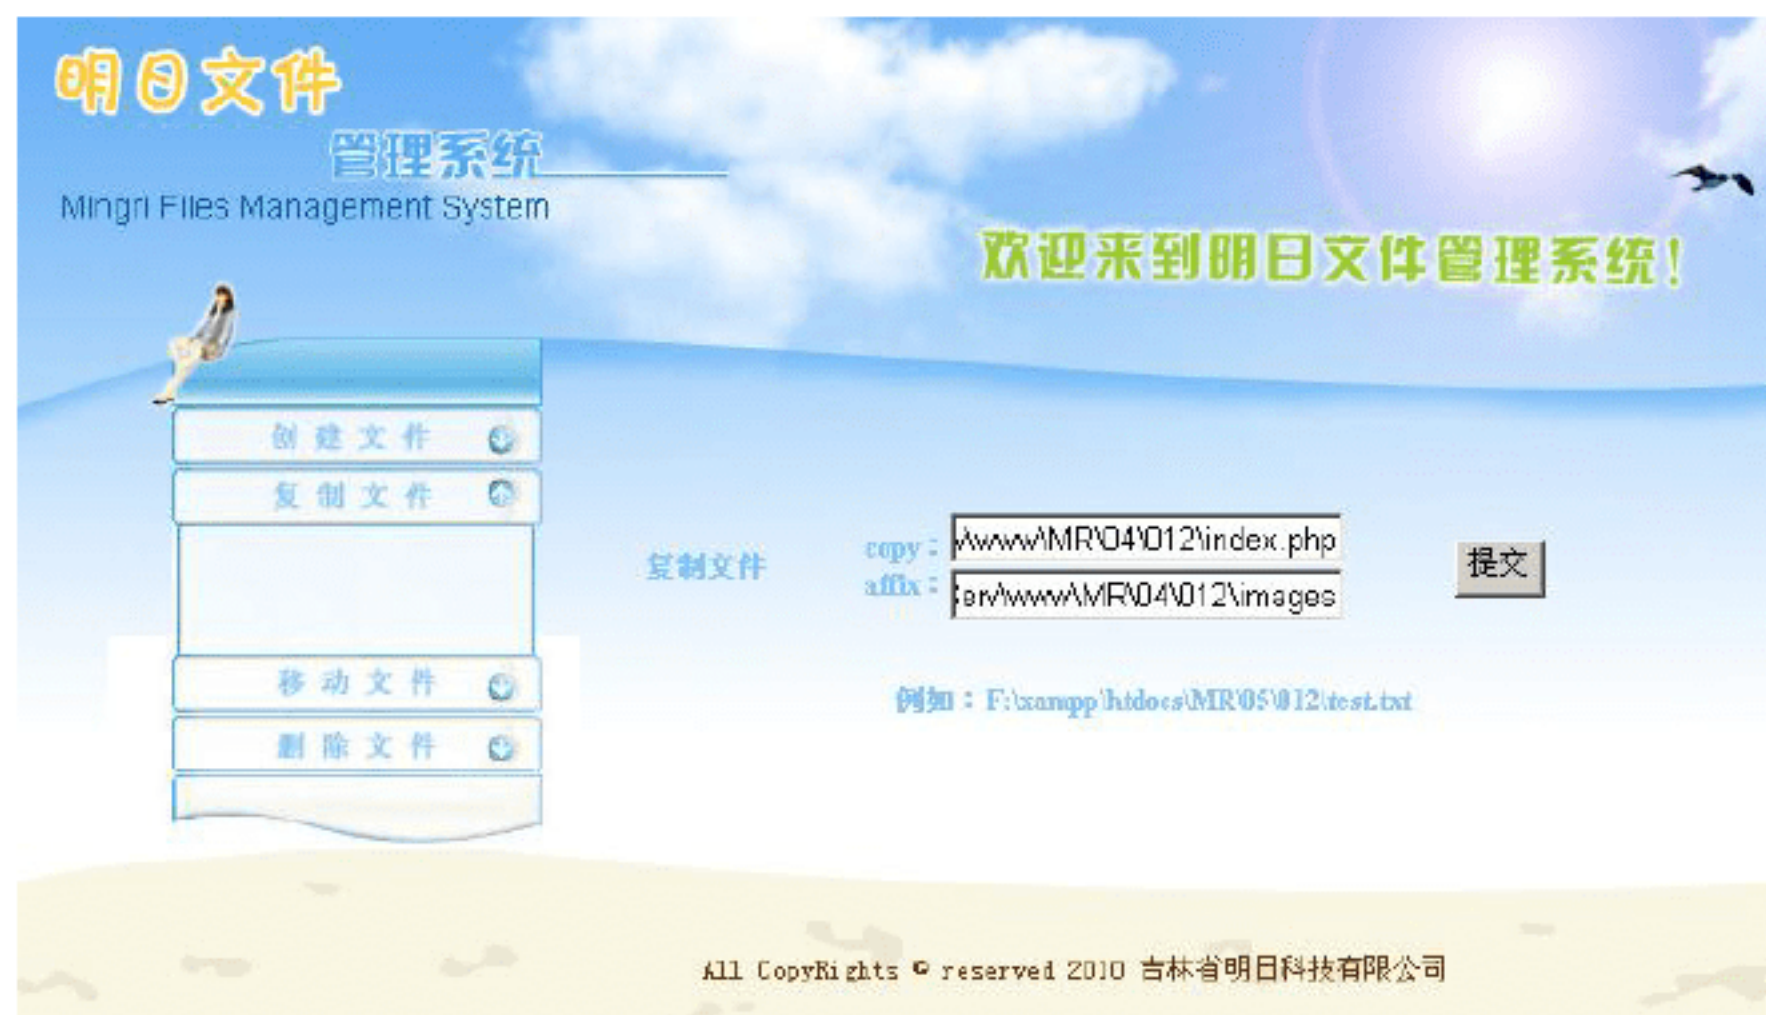 明日文件
管理系统
Mingri Files Management System
欢迎来到明日文件管理系统!
创建文件
复制文件
移动文件
删除文件
复制文件
copy：
\www\MR\04\012\index.php
affix：
erv\www\MR\04\012\images
提交
例如：F:\xampp\htdocs\MR\05\012\test.txt
All CopyRights © reserved 2010 吉林省明日科技有限公司